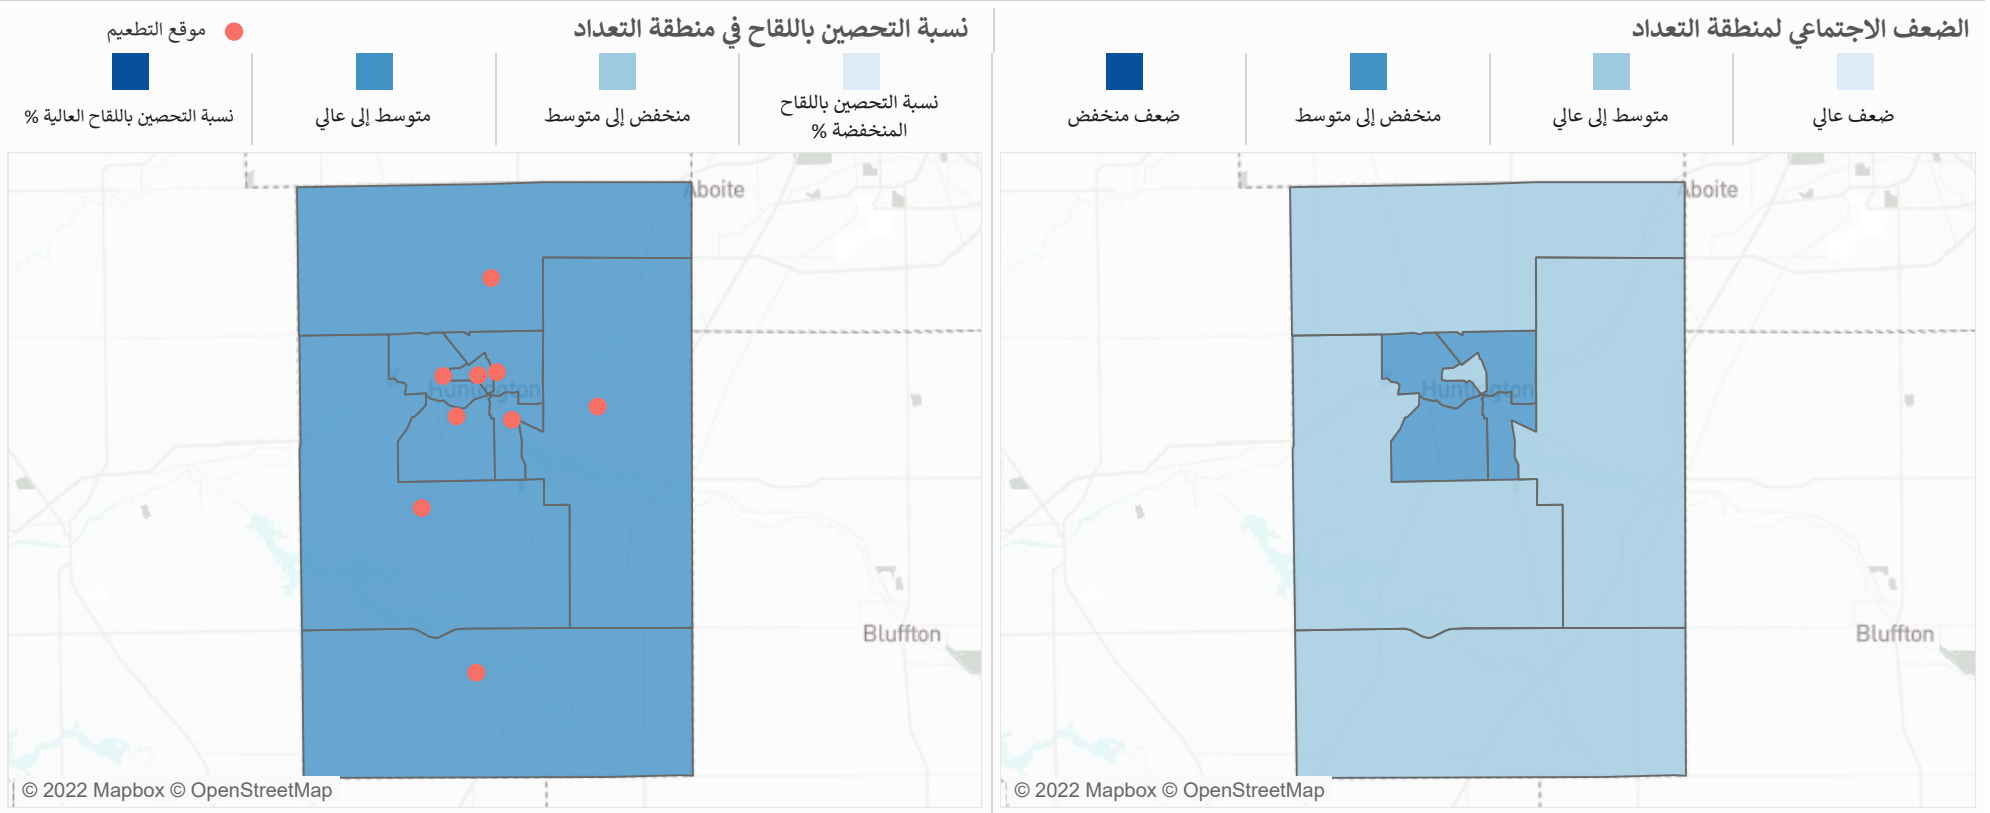 الضعف الاجتماعي لمنطقة التعداد
ضعف عالي
متوسط إلى عالي
منخفض إلى متوسط
ضعف منخفض
Aboite
Huntington
Bluffton
© 2022 Mapbox © OpenStreetMap
نسبة التحصين باللقاح في منطقة التعداد
موقع التطعيم
نسبة التحصين باللقاح
المنخفضة %
منخفض إلى متوسط
متوسط إلى عالي
نسبة التحصين باللقاح العالية %
Aboite
Huntington
Bluffton
© 2022 Mapbox © OpenStreetMap